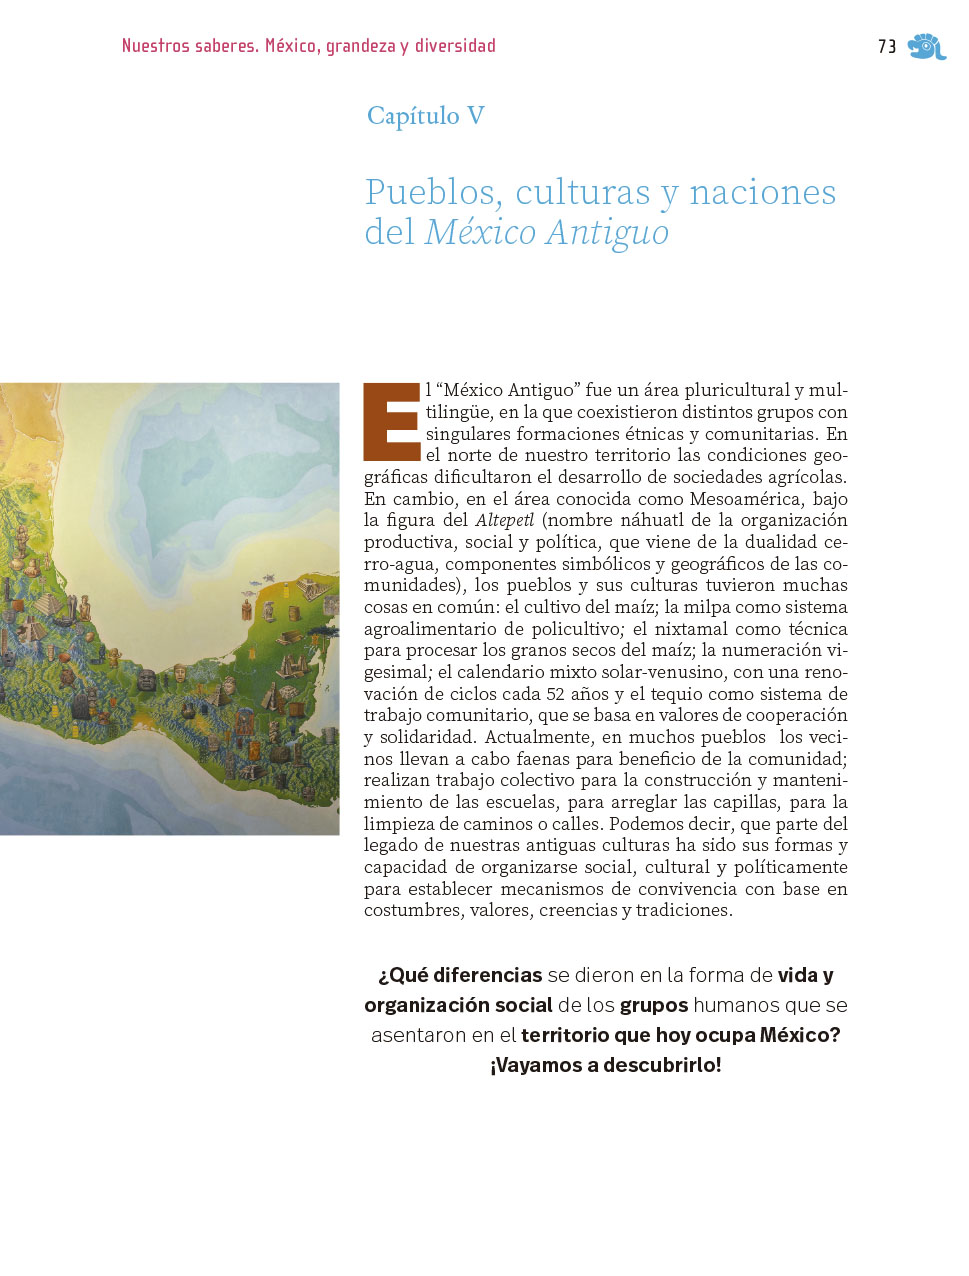 Nuestros saberes. México, grandeza y diversidad
73
Capítulo V
Pueblos, culturas y naciones
del México Antiguo
El “México Antiguo” fue un área pluricultural y mul-
tilingüe, en la que coexistieron distintos grupos con
singulares formaciones étnicas y comunitarias. En
el norte de nuestro territorio las condiciones geo-
gráficas dificultaron el desarrollo de sociedades agrícolas.
En cambio, en el área conocida como Mesoamérica, bajo
la figura del Altepetl (nombre náhuatl de la organización
productiva, social y política, que viene de la dualidad ce-
rro-agua, componentes simbólicos y geográficos de las co-
munidades), los pueblos y sus culturas tuvieron muchas
cosas en común: el cultivo del maíz; la milpa como sistema
agroalimentario de policultivo; el nixtamal como técnica
para procesar los granos secos del maíz; la numeración vi-
gesimal; el calendario mixto solar-venusino, con una reno-
vación de ciclos cada 52 años y el tequio como sistema de
trabajo comunitario, que se basa en valores de cooperación
y solidaridad. Actualmente, en muchos pueblos los veci-
nos llevan a cabo faenas para beneficio de la comunidad;
realizan trabajo colectivo para la construcción y manteni-
miento de las escuelas, para arreglar las capillas, para la
limpieza de caminos o calles. Podemos decir, que parte del
legado de nuestras antiguas culturas ha sido sus formas y
capacidad de organizarse social, cultural y políticamente
para establecer mecanismos de convivencia con base en
costumbres, valores, creencias y tradiciones.
¿Qué diferencias se dieron en la forma de vida y
organización social de los grupos humanos que se
asentaron en el territorio que hoy ocupa México?
¡Vayamos a descubrirlo!